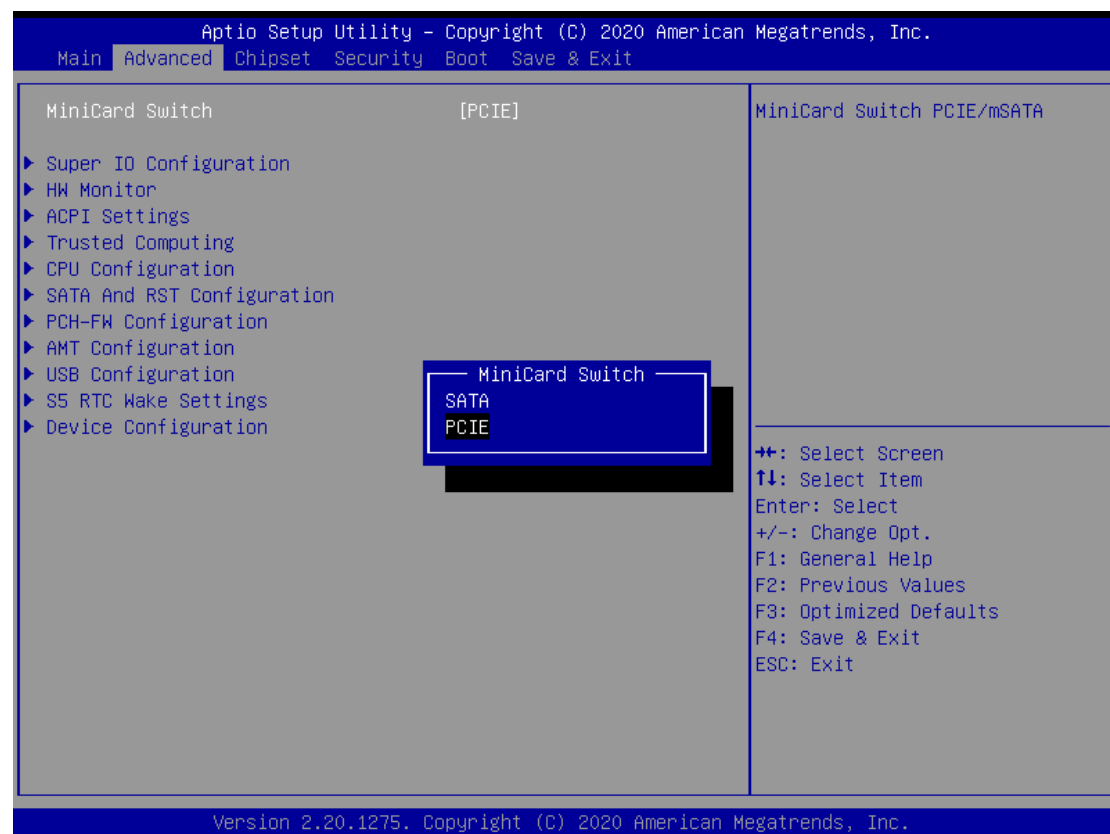 Aptio Setup Utility – Copyright (C) 2020 American Megatrends, Inc.
Main Advanced Chipset Security Boot Save & Exit
MiniCard Switch [PCIE]
Super IO Configuration
HW Monitor
ACPI Settings
Trusted Computing
CPU Configuration
SATA And RST Configuration
PCH-FW Configuration
AMT Configuration
USB Configuration
S5 RTC Wake Settings
Device Configuration
MiniCard Switch
SATA
PCIE
MiniCard Switch PCIE/mSATA
→←: Select Screen
↑↓: Select Item
Enter: Select
+/-: Change Opt.
F1: General Help
F2: Previous Values
F3: Optimized Defaults
F4: Save & Exit
ESC: Exit
Version 2.20.1275. Copyright (C) 2020 American Megatrends, Inc.